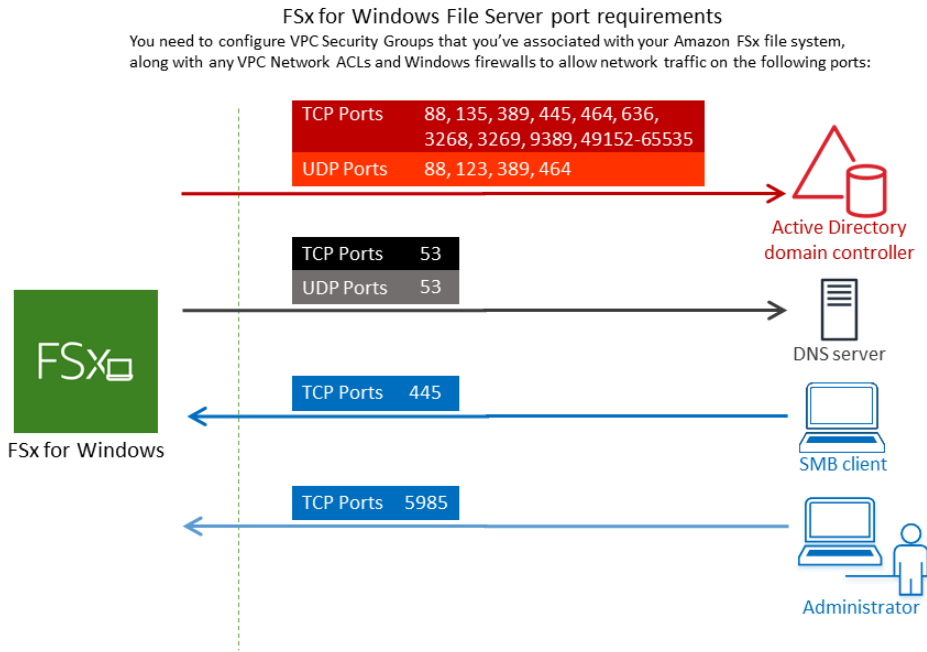 FSx for Windows File Server port requirements
You need to configure VPC Security Groups that you've associated with your Amazon FSx file system,
along with any VPC Network ACLs and Windows firewalls to allow network traffic on the following ports:
TCP Ports 88, 135, 389, 445, 464, 636,
3268, 3269, 9389, 49152-65535
UDP Ports 88, 123, 389, 464
Active Directory
domain controller
TCP Ports 53
UDP Ports 53
DNS server
FSx
FSx for Windows
TCP Ports 445
SMB client
TCP Ports 5985
Administrator